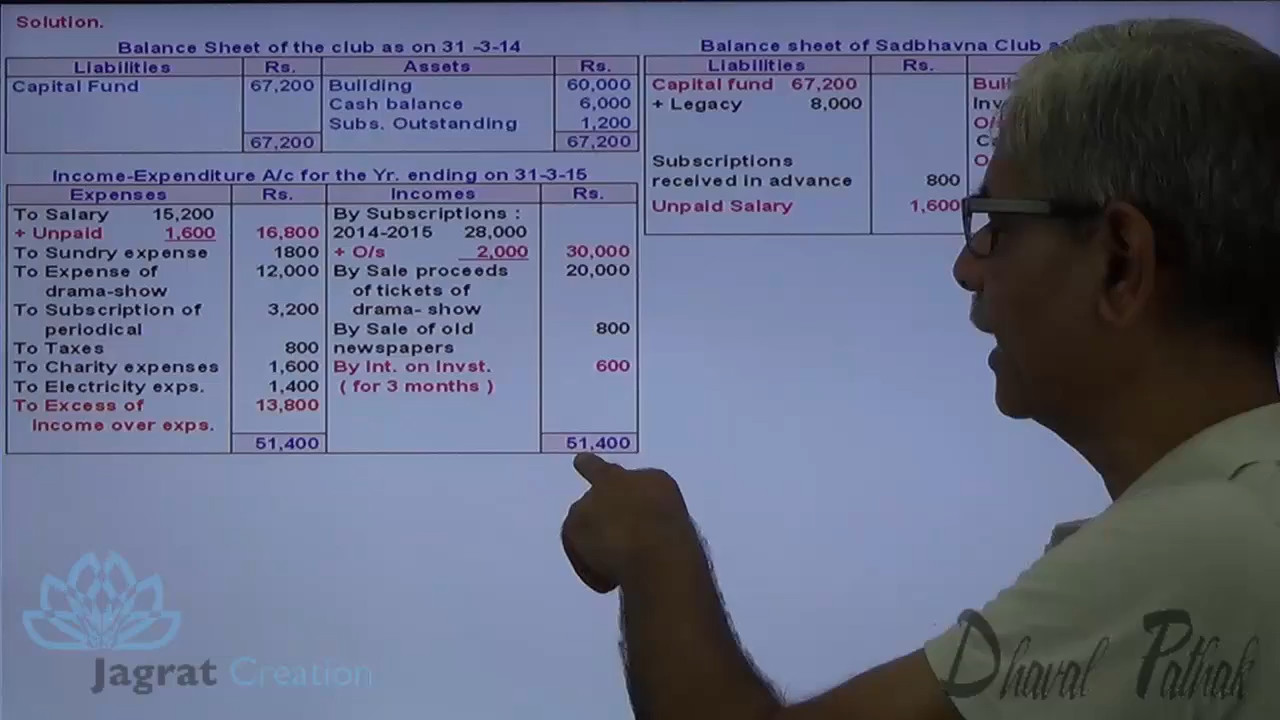 Solution.
Balance Sheet of the club as on 31 -3-14
Liabilities Rs. Assets Rs.
Capital Fund 67,200 Building 60,000
Cash balance 6,000
Subs. Outstanding 1,200
67,200 67,200
Income-Expenditure A/c for the Yr. ending on 31-3-15
Expenses Rs. Incomes Rs.
To Salary 15,200 By Subscriptions :
+ Unpaid 1,600 16,800 2014-2015 28,000
To Sundry expense 1800 + O/s 2,000 30,000
To Expense of 12,000 By Sale proceeds 20,000
drama-show of tickets of
To Subscription of 3,200 drama- show
periodical By Sale of old 800
To Taxes 800 newspapers
To Charity expenses 1,600 By Int. on Invst. 600
To Electricity exps. 1,400 ( for 3 months )
To Excess of 13,800
Income over exps.
51,400 51,400
Balance sheet of Sadbhavna Club
Liabilities Rs.
Capital fund 67,200
+ Legacy 8,000
Subscriptions
received in advance 800
Unpaid Salary 1,600
Jagrat Creation
Dhaval Pathak